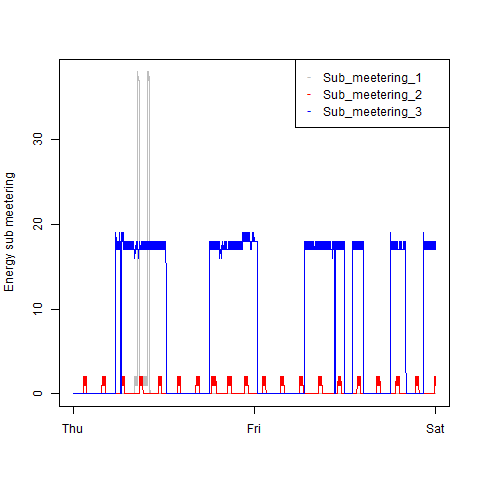 Sub_meetering_1
Sub_meetering_2
Sub_meetering_3
Energy sub meetering
30
20
10
0
Thu
Fri
Sat